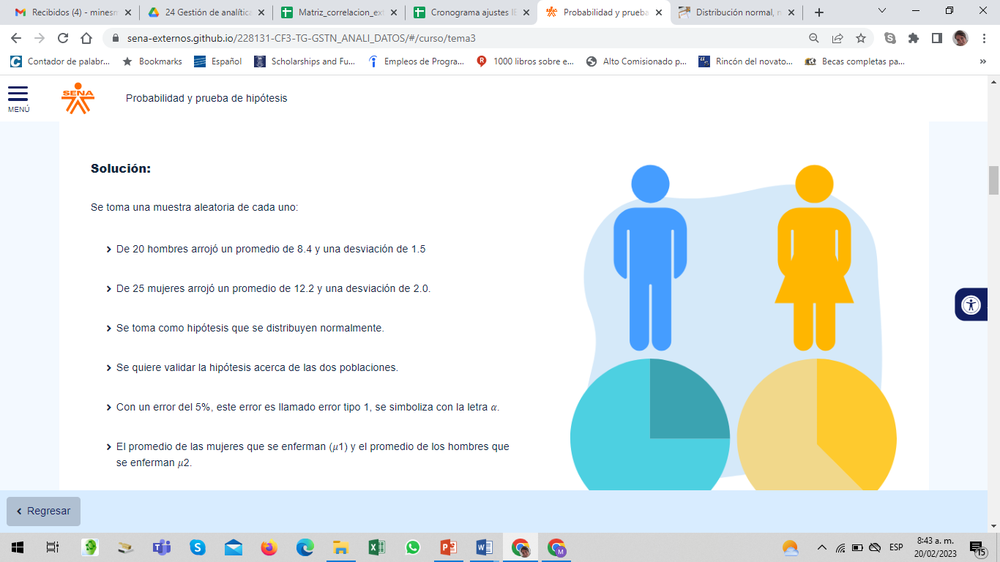 Recibidos (4) - minesm
24 Gestión de analítica
Matriz_correlacion_ext
Cronograma ajustes IE
Probabilidad y prueba
Distribución normal, n
sena-externos.github.io/228131-CF3-TG-GSTN_ANALI_DATOS/#/curso/tema3
Contador de palabr...
Bookmarks
Español
Scholarships and Fu...
Empleos de Progra...
1000 libros sobre e...
Alto Comisionado p...
Rincón del novato...
Becas completas pa...
»
MENÚ
SENA
Probabilidad y prueba de hipótesis
Solución:
Se toma una muestra aleatoria de cada uno:
De 20 hombres arrojó un promedio de 8.4 y una desviación de 1.5
De 25 mujeres arrojó un promedio de 12.2 y una desviación de 2.0.
Se toma como hipótesis que se distribuyen normalmente.
Se quiere validar la hipótesis acerca de las dos poblaciones.
Con un error del 5%, este error es llamado error tipo 1, se simboliza con la letra 𝛼.
El promedio de las mujeres que se enferman (𝜇1) y el promedio de los hombres que
se enferman 𝜇2.
Regresar
ESP
8:43 a. m.
20/02/2023
15